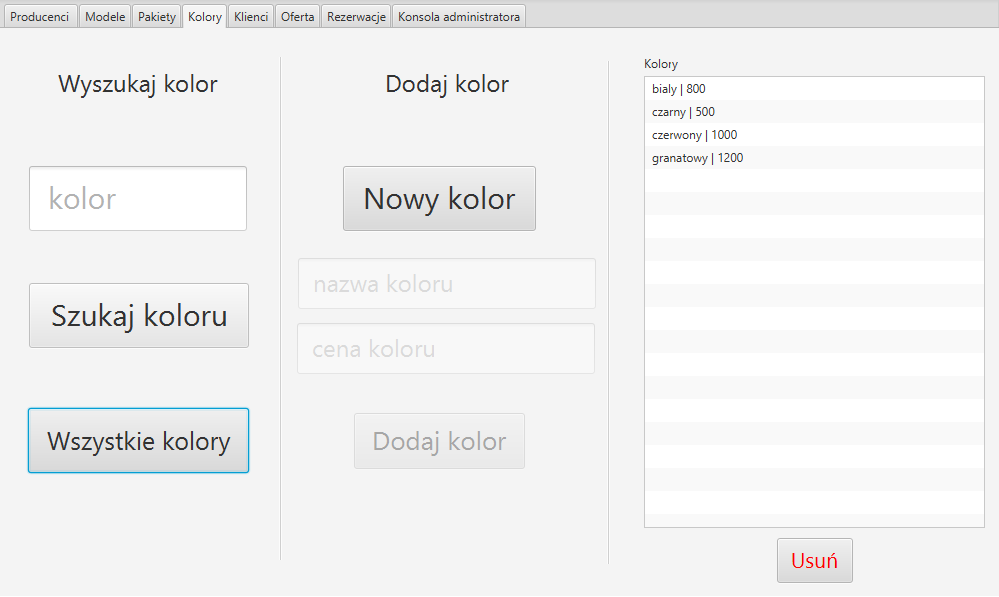 Producenci Modele Pakiety Kolory Klienci Oferta Rezerwacje Konsola administratora
Wyszukaj kolor
kolor
Szukaj koloru
Wszystkie kolory
Dodaj kolor
Nowy kolor
nazwa koloru
cena koloru
Dodaj kolor
Kolory
bialy | 800
czarny | 500
czerwony | 1000
granatowy | 1200
Usuń